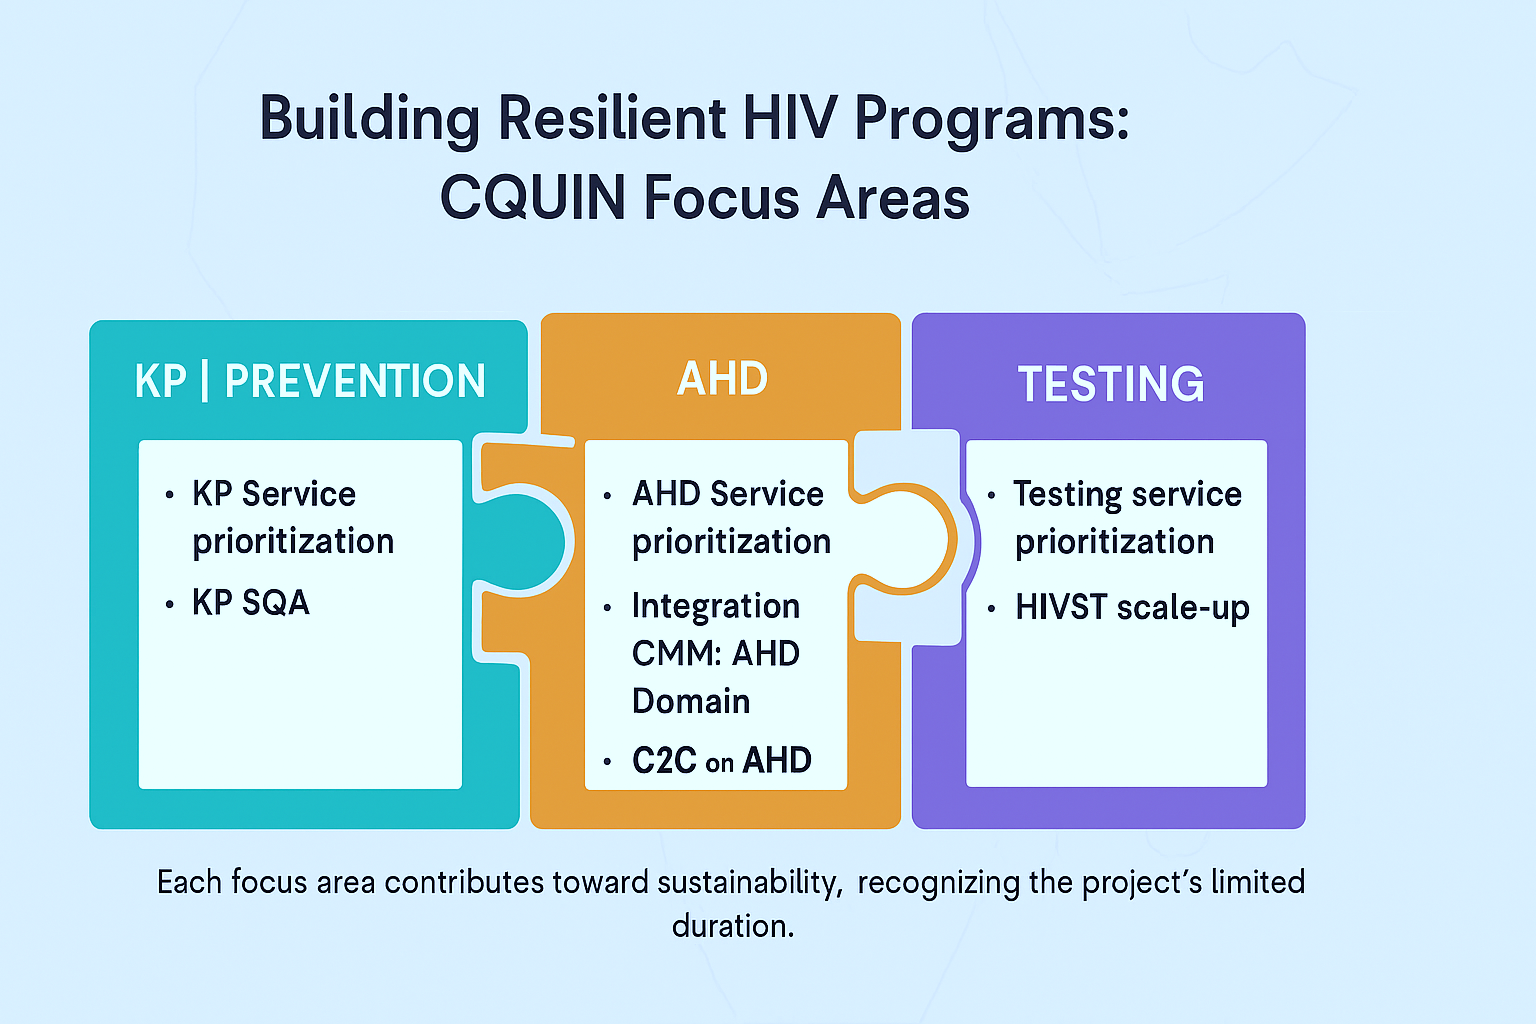 Building Resilient HIV Programs:
CQUIN Focus Areas
KP | PREVENTION
• KP Service
prioritization
• KP SQA
AHD
• AHD Service
prioritization
• Integration
CMM: AHD
Domain
• C2C on AHD
TESTING
• Testing service
prioritization
• HIVST scale-up
Each focus area contributes toward sustainability, recognizing the project’s limited
duration.